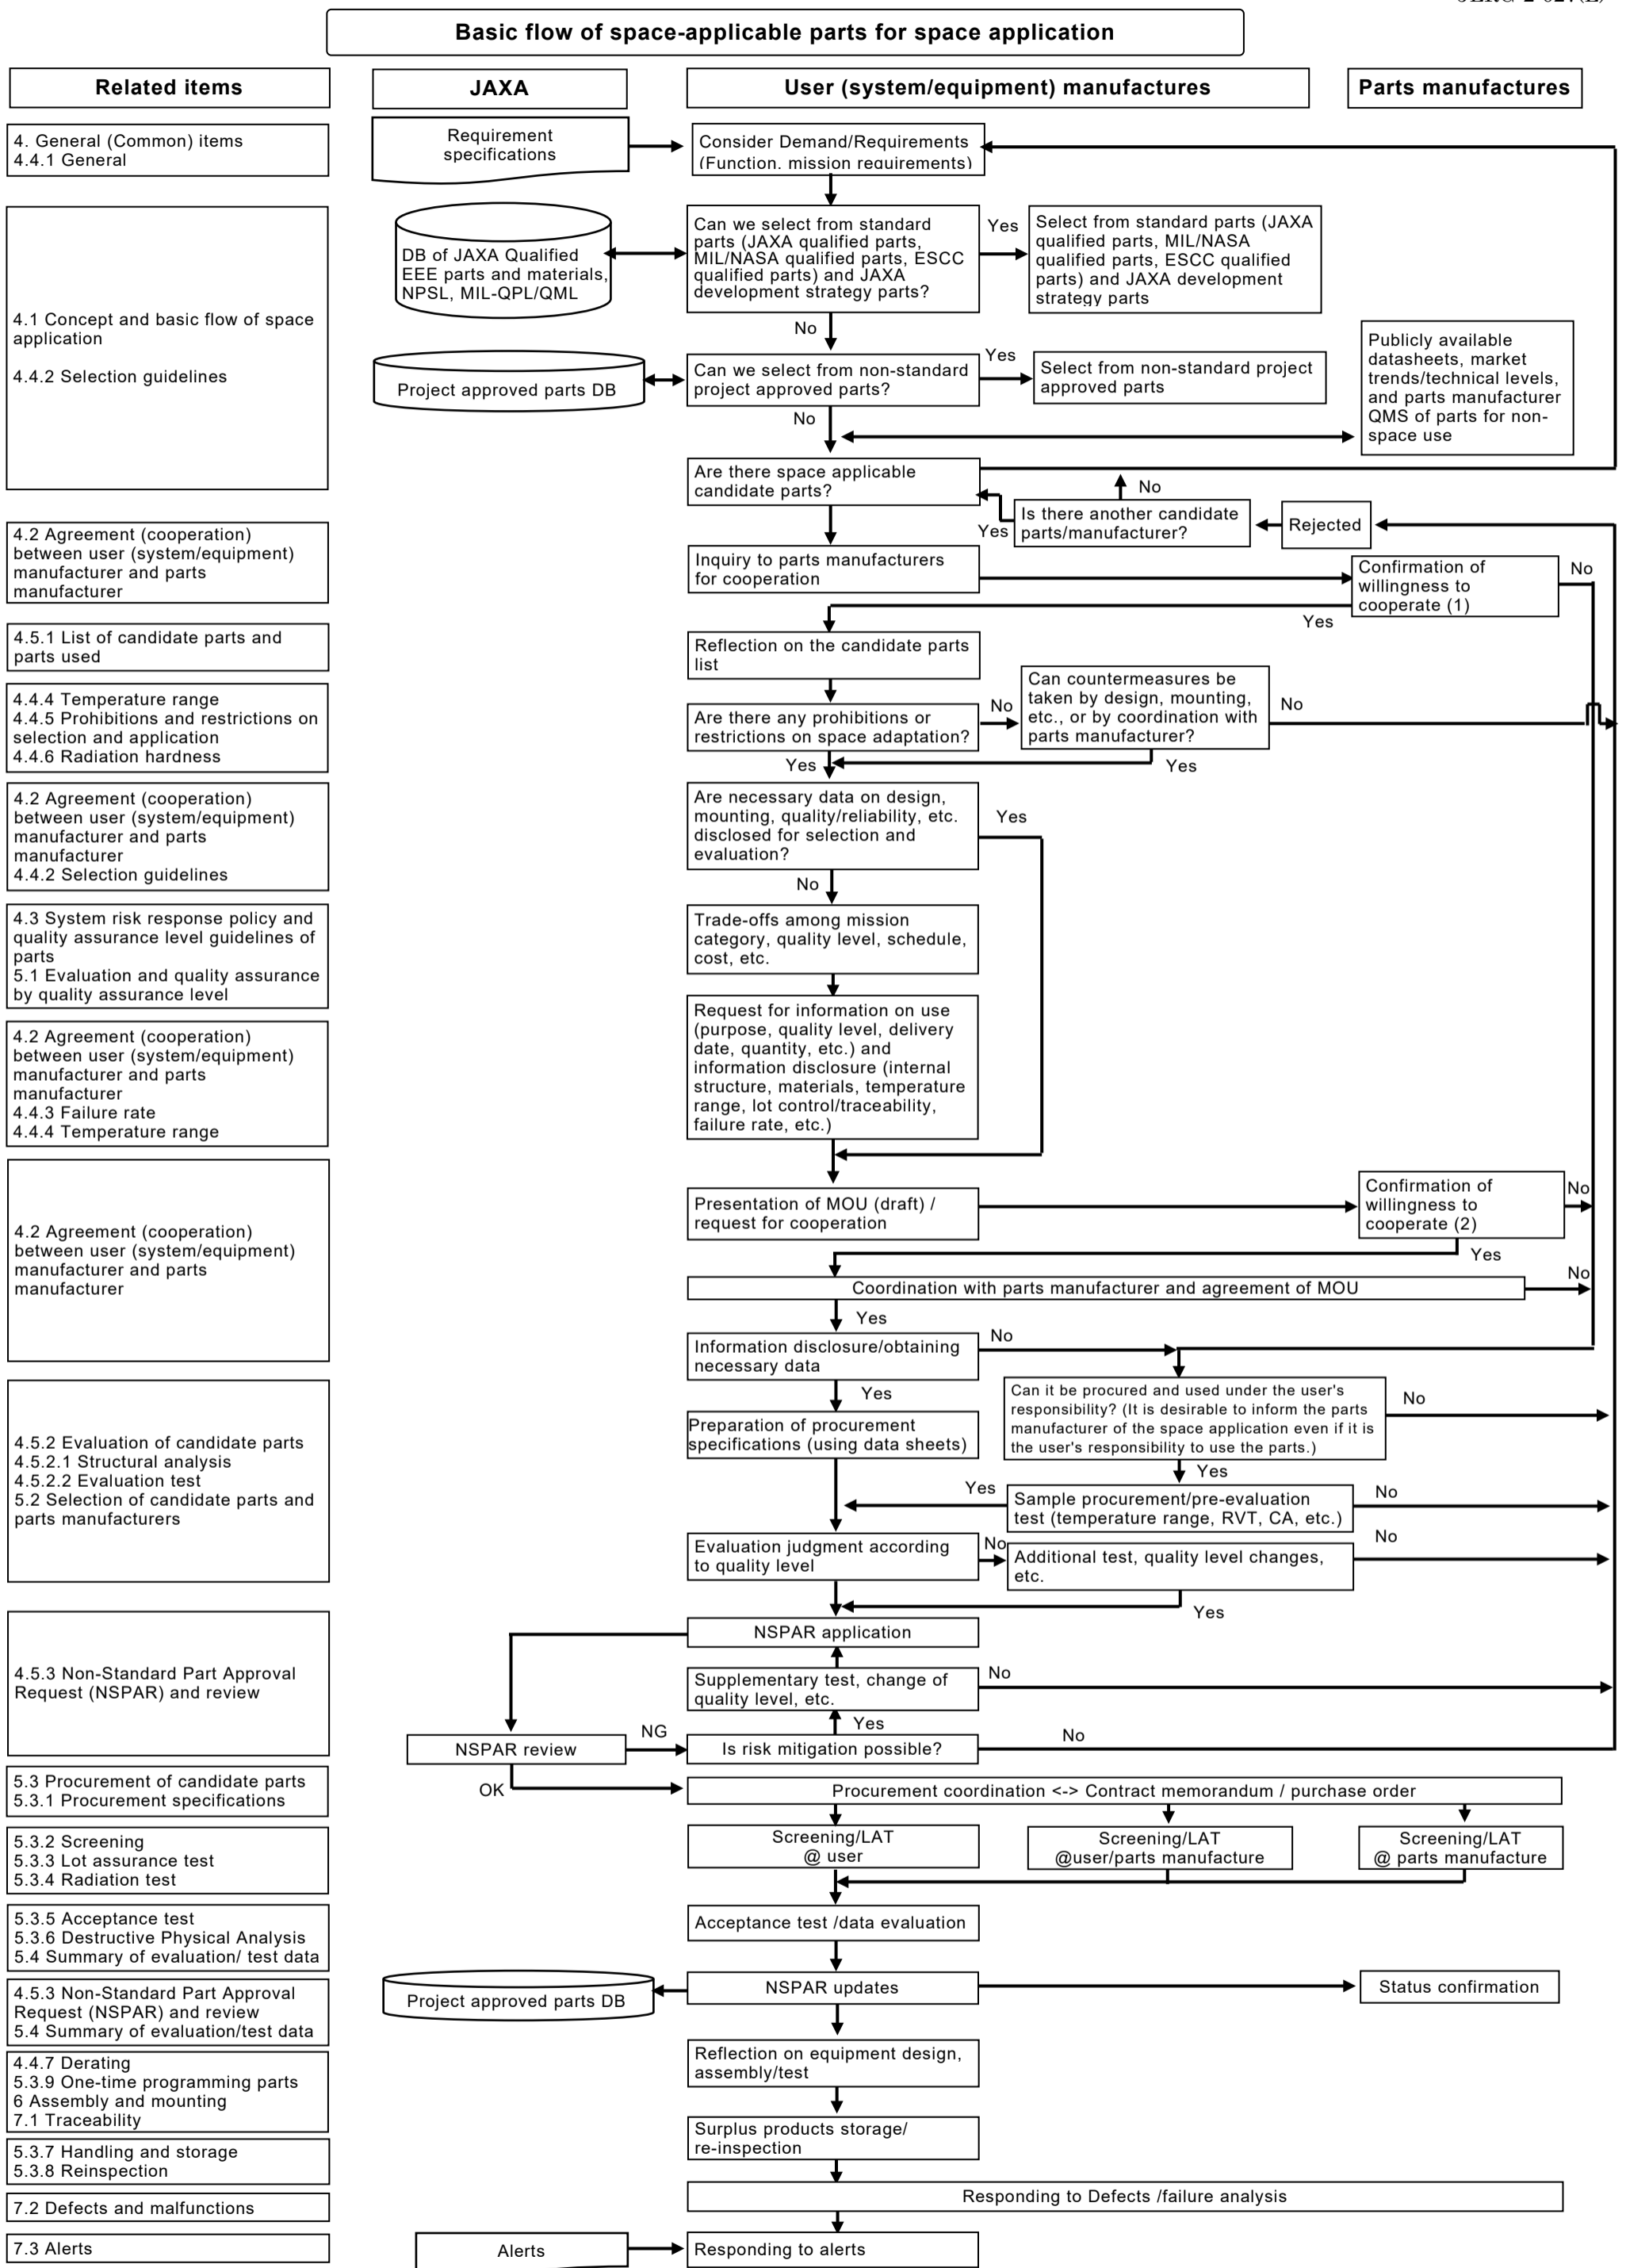 Basic flow of space-applicable parts for space application
Related items
JAXA
User (system/equipment) manufactures
Parts manufactures
4. General (Common) items
4.4.1 General
Requirement
specifications
Consider Demand/Requirements
(Function, mission requirements)
DB of JAXA Qualified
EEE parts and materials,
NPSL, MIL-QPL/QML
Can we select from standard
parts (JAXA qualified parts,
MIL/NASA qualified parts, ESCC
qualified parts) and JAXA
development strategy parts?
Yes
Select from standard parts (JAXA
qualified parts, MIL/NASA
qualified parts, ESCC qualified
parts) and JAXA development
strategy parts
No
4.1 Concept and basic flow of space
application
4.4.2 Selection guidelines
Project approved parts DB
Can we select from non-standard
project approved parts?
Yes
Select from non-standard project
approved parts
No
Publicly available
datasheets, market
trends/technical levels,
and parts manufacturer
QMS of parts for non-
space use
Are there space applicable
candidate parts?
No
Yes
Is there another candidate
parts/manufacturer?
Rejected
4.2 Agreement (cooperation)
between user (system/equipment)
manufacturer and parts
manufacturer
Inquiry to parts manufacturers
for cooperation
Confirmation of
willingness to
cooperate (1)
No
Yes
4.5.1 List of candidate parts and
parts used
Reflection on the candidate parts
list
4.4.4 Temperature range
4.4.5 Prohibitions and restrictions on
selection and application
4.4.6 Radiation hardness
Are there any prohibitions or
restrictions on space adaptation?
No
Can countermeasures be
taken by design, mounting,
etc., or by coordination with
parts manufacturer?
No
Yes
Yes
4.2 Agreement (cooperation)
between user (system/equipment)
manufacturer and parts
manufacturer
4.4.2 Selection guidelines
Are necessary data on design,
mounting, quality/reliability, etc.
disclosed for selection and
evaluation?
Yes
No
4.3 System risk response policy and
quality assurance level guidelines of
parts
5.1 Evaluation and quality assurance
by quality assurance level
Trade-offs among mission
category, quality level, schedule,
cost, etc.
4.2 Agreement (cooperation)
between user (system/equipment)
manufacturer and parts
manufacturer
4.4.3 Failure rate
4.4.4 Temperature range
Request for information on use
(purpose, quality level, delivery
date, quantity, etc.) and
information disclosure (internal
structure, materials, temperature
range, lot control/traceability,
failure rate, etc.)
4.2 Agreement (cooperation)
between user (system/equipment)
manufacturer and parts
manufacturer
Presentation of MOU (draft) /
request for cooperation
Confirmation of
willingness to
cooperate (2)
No
Yes
Coordination with parts manufacturer and agreement of MOU
No
Yes
Information disclosure/obtaining
necessary data
No
Yes
4.5.2 Evaluation of candidate parts
4.5.2.1 Structural analysis
4.5.2.2 Evaluation test
5.2 Selection of candidate parts and
parts manufacturers
Preparation of procurement
specifications (using data sheets)
Can it be procured and used under the user's
responsibility? (It is desirable to inform the parts
manufacturer of the space application even if it is
the user's responsibility to use the parts.)
No
Yes
Yes
Sample procurement/pre-evaluation
test (temperature range, RVT, CA, etc.)
No
Evaluation judgment according
to quality level
No
Additional test, quality level changes,
etc.
No
Yes
4.5.3 Non-Standard Part Approval
Request (NSPAR) and review
NSPAR application
Supplementary test, change of
quality level, etc.
No
Yes
NSPAR review
NG
Is risk mitigation possible?
No
OK
5.3 Procurement of candidate parts
5.3.1 Procurement specifications
Procurement coordination <-> Contract memorandum / purchase order
5.3.2 Screening
5.3.3 Lot assurance test
5.3.4 Radiation test
Screening/LAT
@ user
Screening/LAT
@user/parts manufacture
Screening/LAT
@ parts manufacture
5.3.5 Acceptance test
5.3.6 Destructive Physical Analysis
5.4 Summary of evaluation/ test data
Acceptance test /data evaluation
4.5.3 Non-Standard Part Approval
Request (NSPAR) and review
5.4 Summary of evaluation/test data
Project approved parts DB
NSPAR updates
Status confirmation
4.4.7 Derating
5.3.9 One-time programming parts
6 Assembly and mounting
7.1 Traceability
Reflection on equipment design,
assembly/test
5.3.7 Handling and storage
5.3.8 Reinspection
Surplus products storage/
re-inspection
7.2 Defects and malfunctions
Responding to Defects /failure analysis
7.3 Alerts
Alerts
Responding to alerts